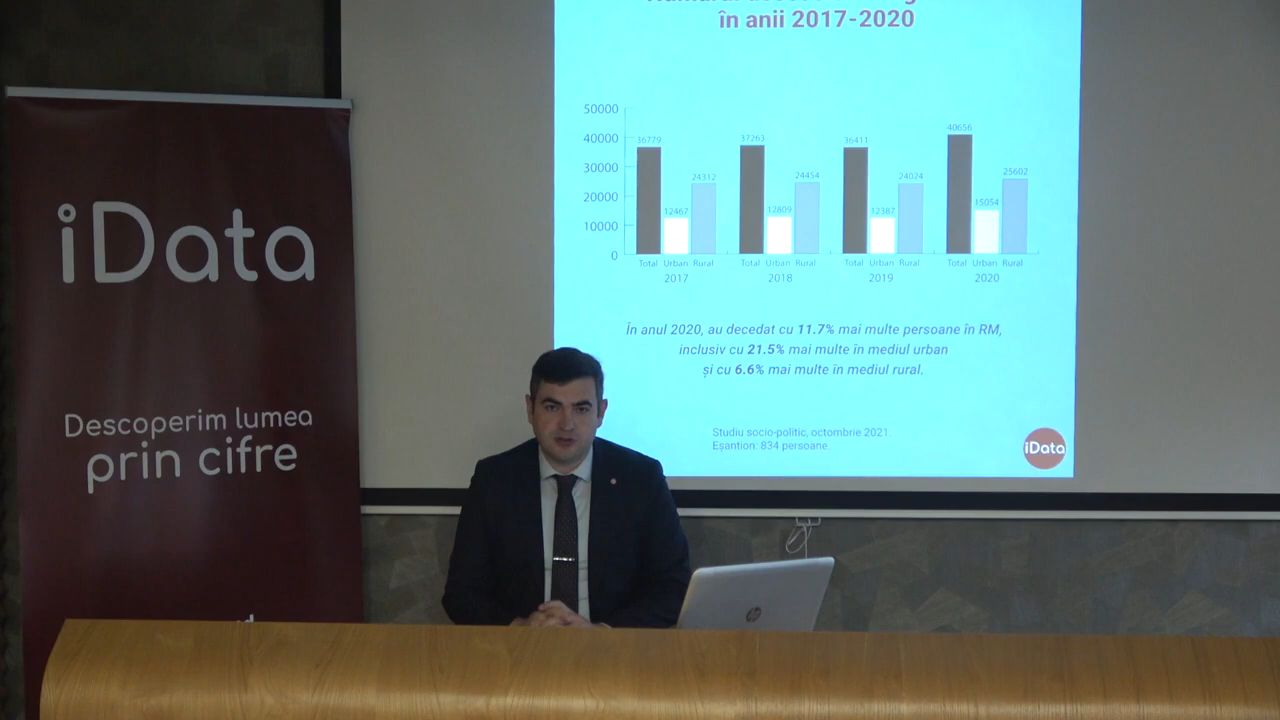 iData
Descoperim lumea
prin cifre
în anii 2017-2020
50000
40000
30000
20000
10000
0
36779
12467
24312
37263
12809
24454
36411
12387
24024
40656
15054
25602
Total Urban Rural
Total Urban Rural
Total Urban Rural
Total Urban Rural
2017
2018
2019
2020
În anul 2020, au decedat cu 11.7% mai multe persoane în RM,
inclusiv cu 21.5% mai multe în mediul urban
și cu 6.6% mai multe în mediul rural.
Studiu socio-politic, octombrie 2021.
Eșantion: 834 persoane.
iData
hp